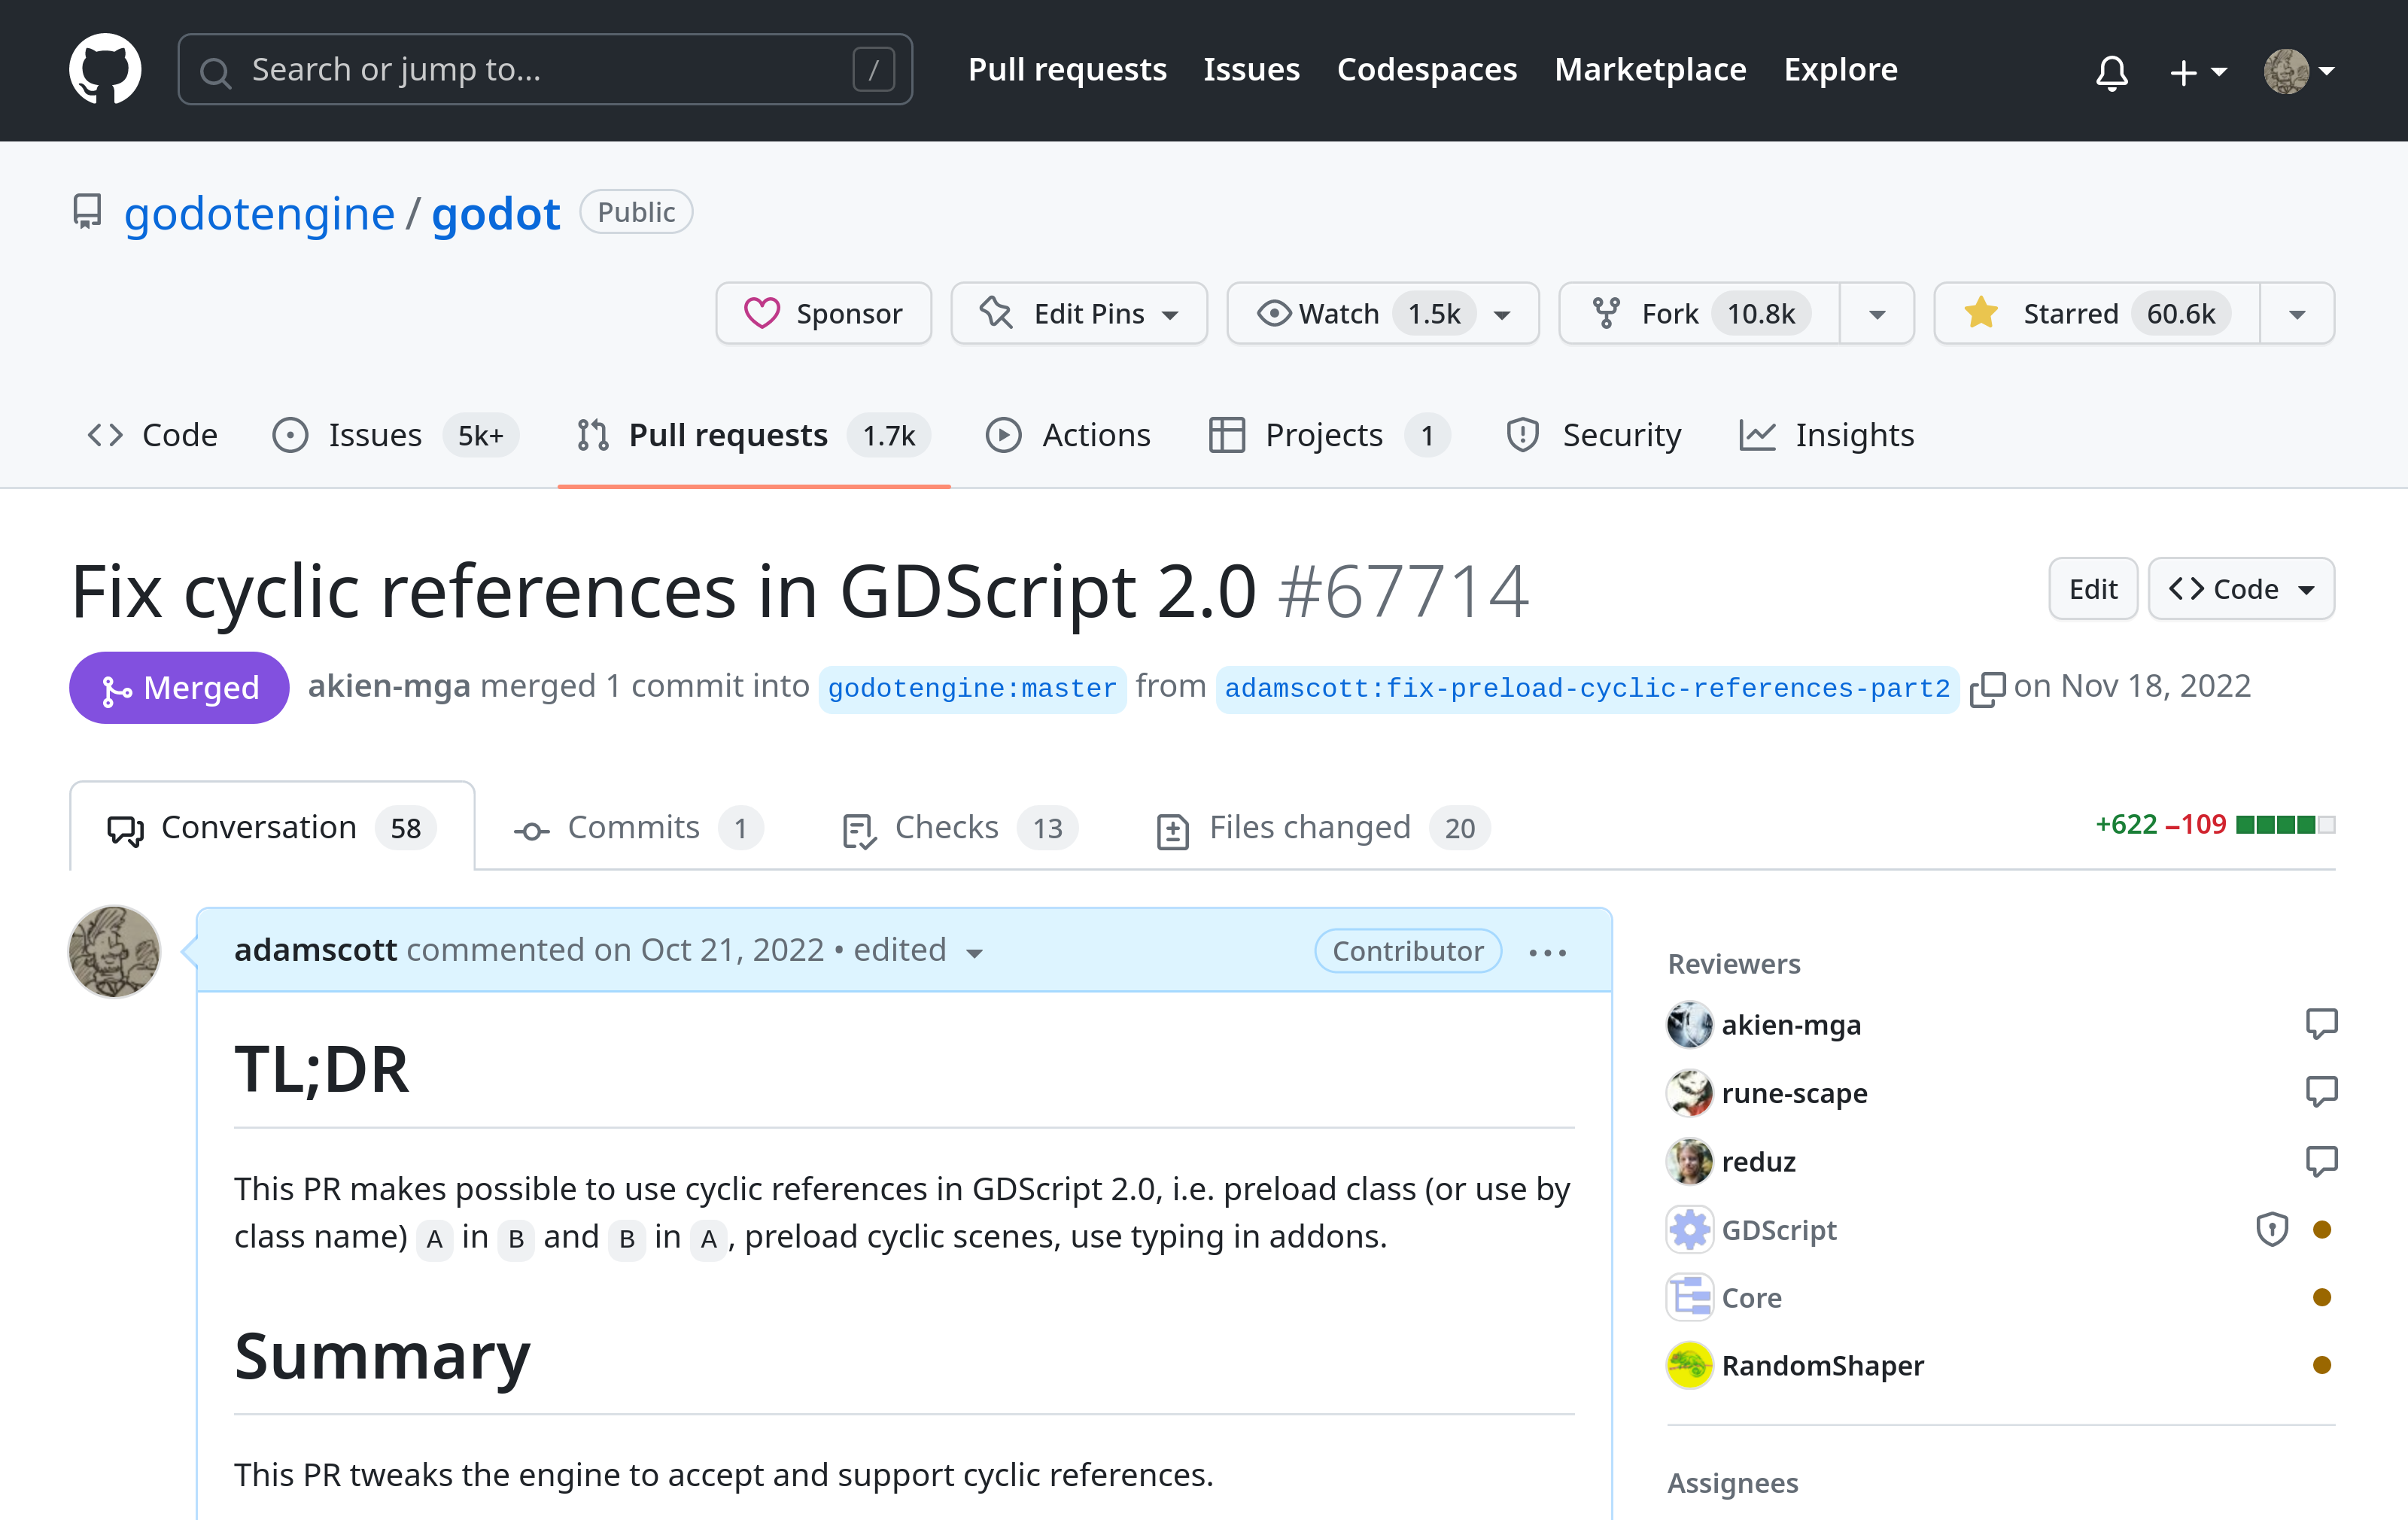 Search or jump to... / Pull requests Issues Codespaces Marketplace Explore
godotengine / godot Public
Sponsor Edit Pins Watch 1.5k Fork 10.8k Starred 60.6k
Code Issues 5k+ Pull requests 1.7k Actions Projects 1 Security Insights
Fix cyclic references in GDScript 2.0 #67714 Edit Code
Merged akien-mga merged 1 commit into godotengine:master from adamscott:fix-preload-cyclic-references-part2 on Nov 18, 2022
Conversation 58 Commits 1 Checks 13 Files changed 20 +622 −109
adamscott commented on Oct 21, 2022 • edited Contributor ...
TL;DR
This PR makes possible to use cyclic references in GDScript 2.0, i.e. preload class (or use by
class name) A in B and B in A, preload cyclic scenes, use typing in addons.
Summary
This PR tweaks the engine to accept and support cyclic references.
Reviewers
akien-mga
rune-scape
reduz
GDScript
Core
RandomShaper
Assignees